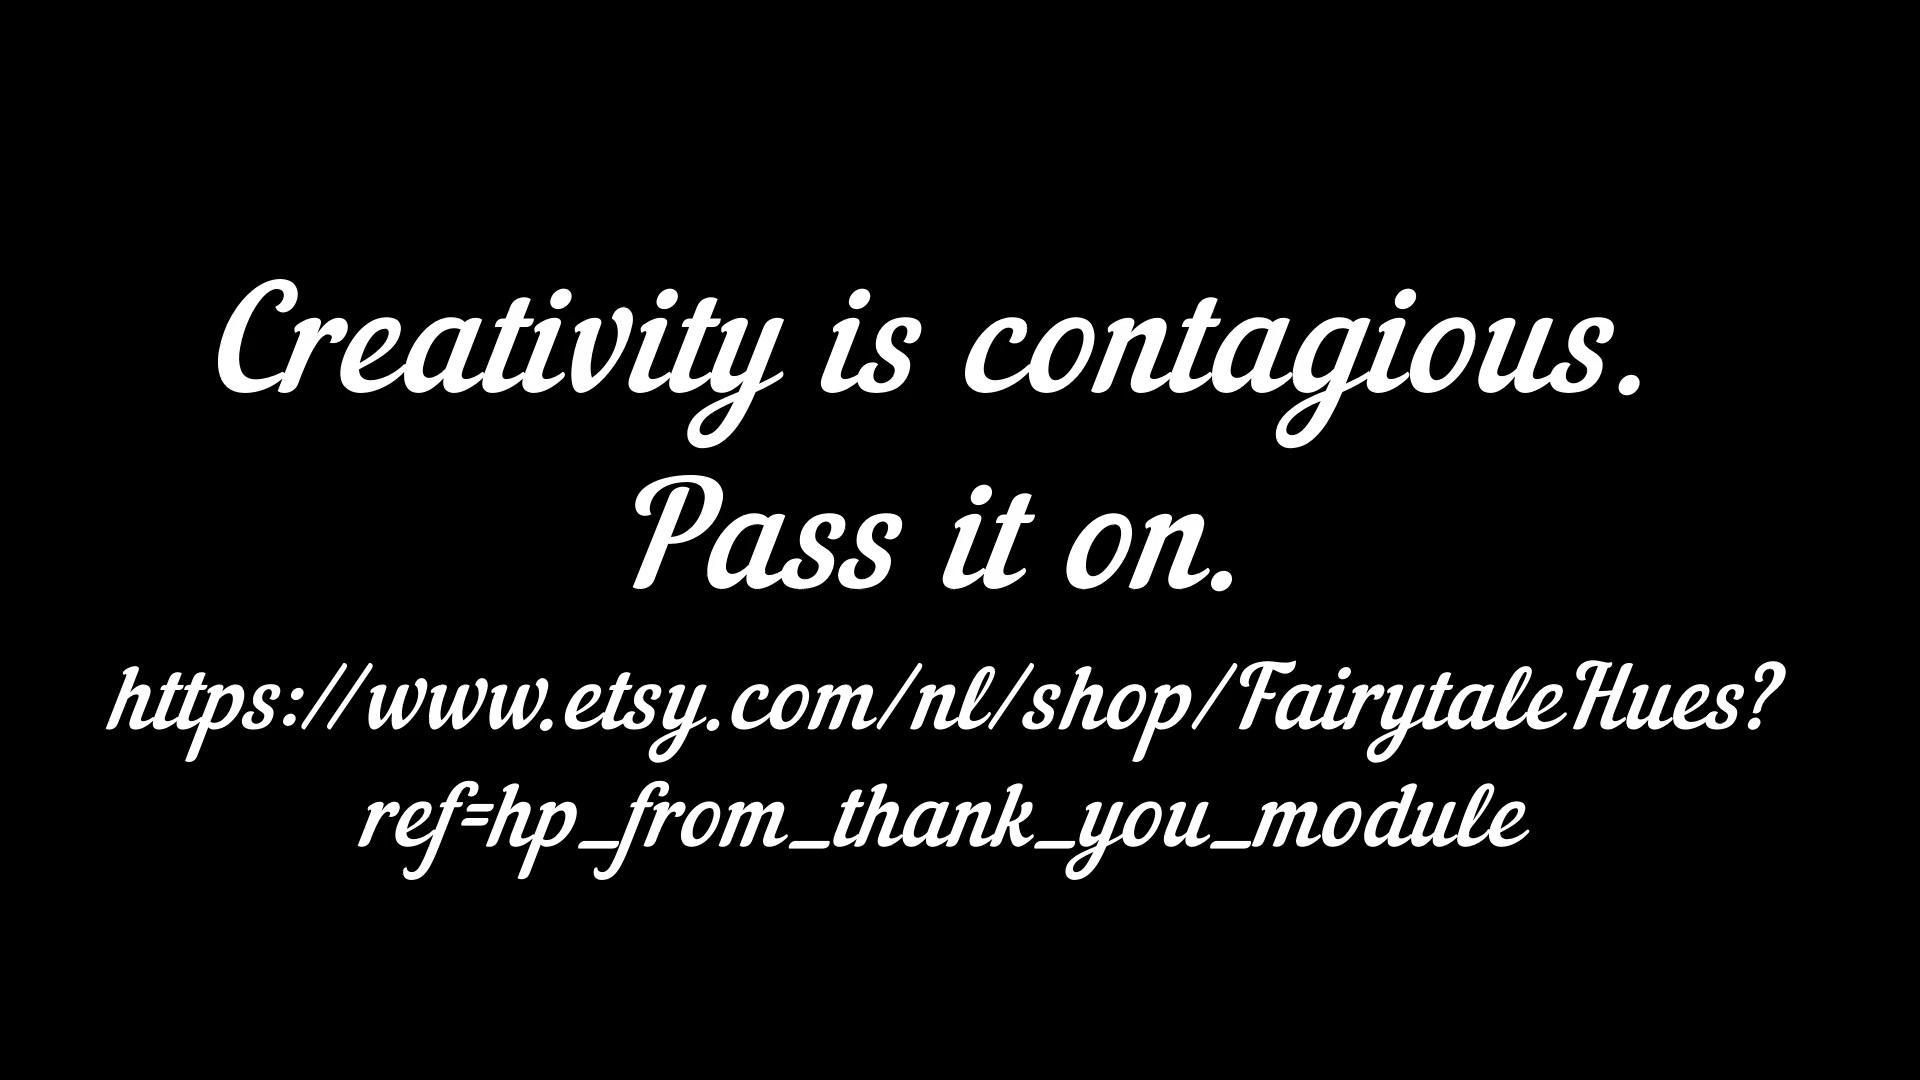 Creativity is contagious.
Pass it on.
https://www.etsy.com/nl/shop/FairytaleHues?
ref=hp_from_thank_you_module